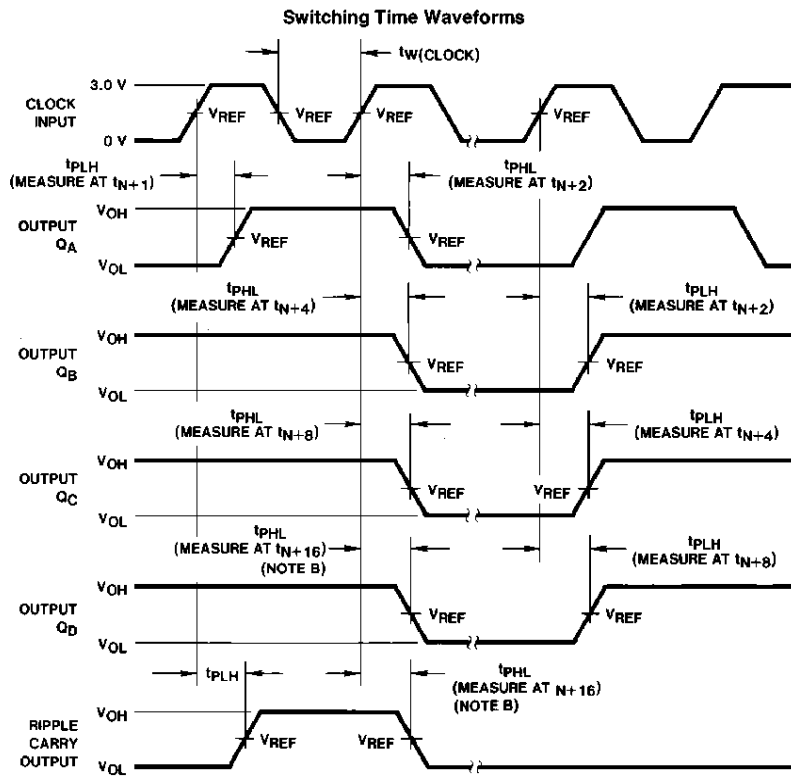 Switching Time Waveforms
tW(CLOCK)
3.0 V
CLOCK
INPUT
VREF
VREF
VREF
VREF
0 V
tPLH
(MEASURE AT tN+1)
tPHL
(MEASURE AT tN+2)
VOH
OUTPUT
QA
VREF
VREF
VOL
tPHL
(MEASURE AT tN+4)
tPLH
(MEASURE AT tN+2)
VOH
OUTPUT
QB
VREF
VREF
VOL
tPHL
(MEASURE AT tN+8)
tPLH
(MEASURE AT tN+4)
VOH
OUTPUT
QC
VREF
VREF
VOL
tPHL
(MEASURE AT tN+16)
(NOTE B)
tPLH
(MEASURE AT tN+8)
VOH
OUTPUT
QD
VREF
VREF
VOL
tPLH
tPHL
(MEASURE AT N+16)
(NOTE B)
VOH
RIPPLE
CARRY
OUTPUT
VREF
VREF
VOL